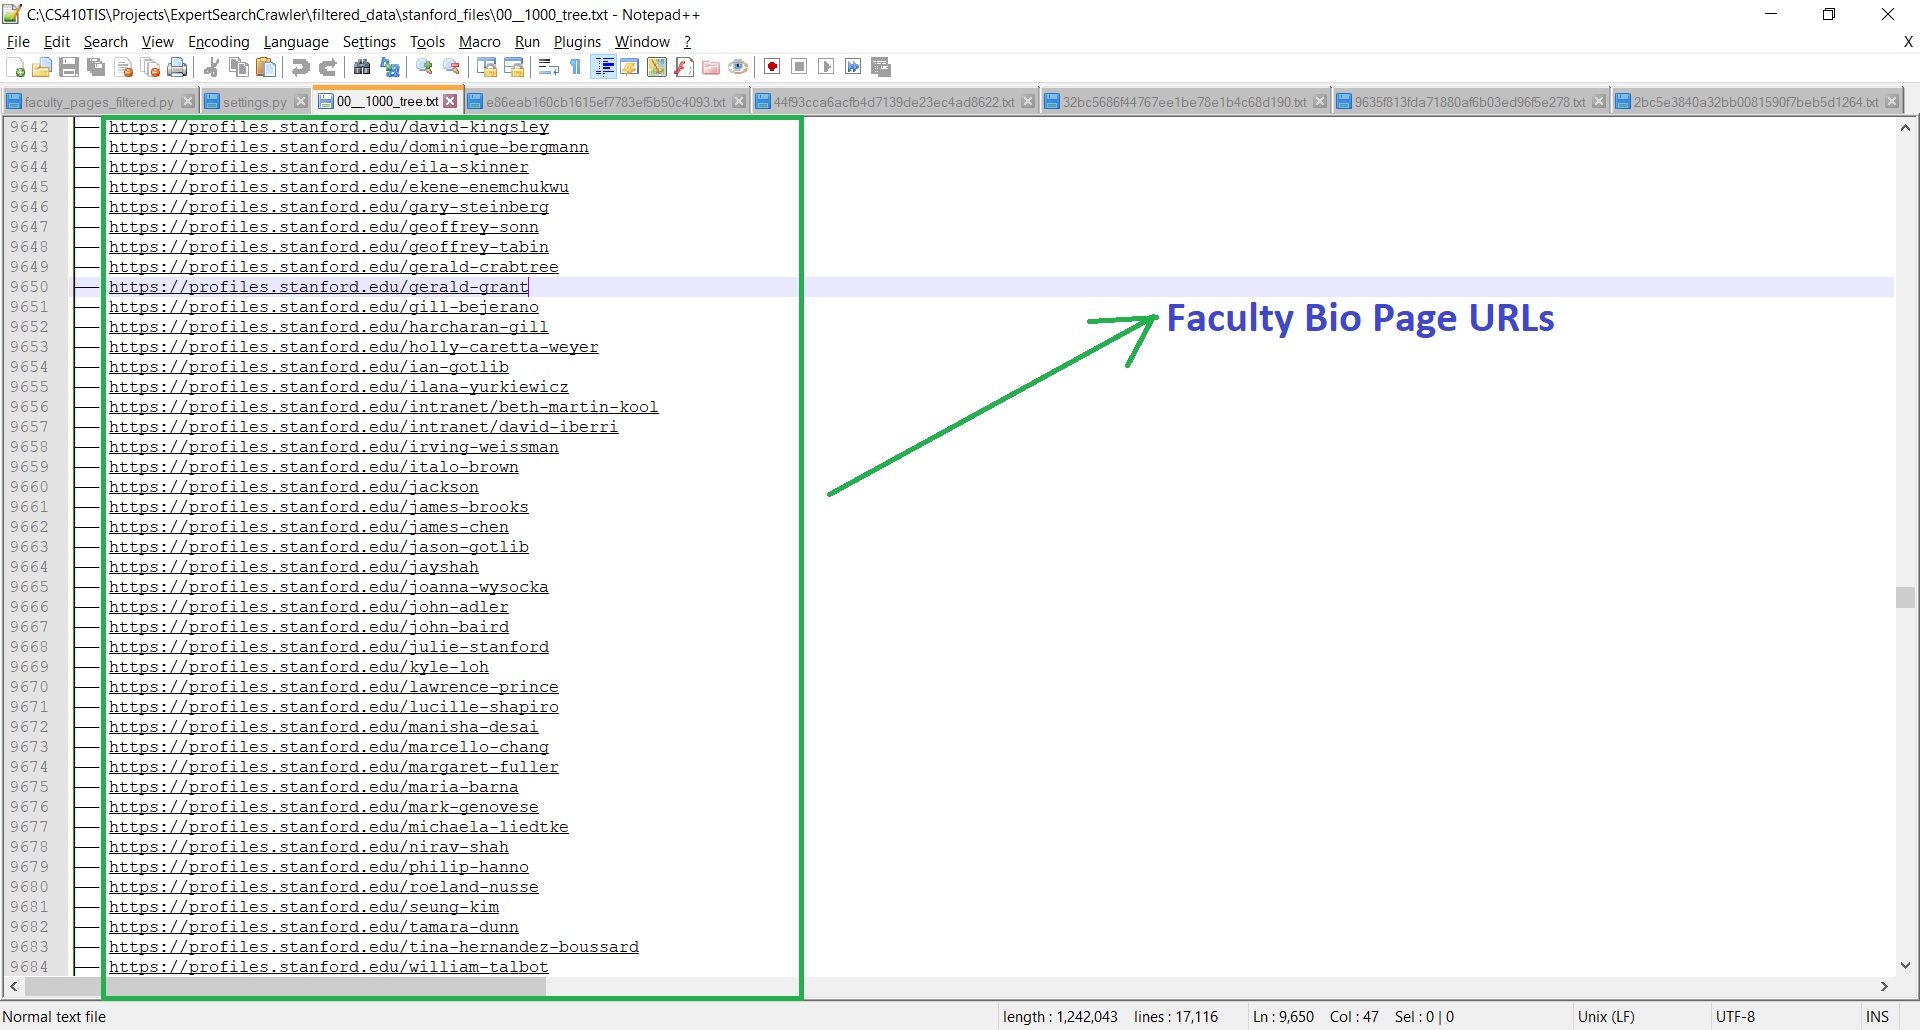 C:\CS410TIS\Projects\ExpertSearchCrawler\filtered_data\stanford_files\00__1000_tree.txt - Notepad++
File Edit Search View Encoding Language Settings Tools Macro Run Plugins Window ? X
faculty_pages_filtered.py settings.py 00__1000_tree.txt e86eab160cb1615ef7783ef5b50c4093.txt 44f93cca6acfb4d7139de23ec4ad8622.txt 32bc5686f44767ee1be78e1b4c68d190.txt 9635f813fda71880af6b03ed96f5e278.txt 2bc5e3840a32bb0081590f7beb5d1264.txt
9642 https://profiles.stanford.edu/david-kingsley
9643 https://profiles.stanford.edu/dominique-bergmann
9644 https://profiles.stanford.edu/eila-skinner
9645 https://profiles.stanford.edu/ekene-enemchukwu
9646 https://profiles.stanford.edu/gary-steinberg
9647 https://profiles.stanford.edu/geoffrey-sonn
9648 https://profiles.stanford.edu/geoffrey-tabin
9649 https://profiles.stanford.edu/gerald-crabtree
9650 https://profiles.stanford.edu/gerald-grant
9651 https://profiles.stanford.edu/gill-bejerano
Faculty Bio Page URLs
9652 https://profiles.stanford.edu/harcharan-gill
9653 https://profiles.stanford.edu/holly-caretta-weyer
9654 https://profiles.stanford.edu/ian-gotlib
9655 https://profiles.stanford.edu/ilana-yurkiewicz
9656 https://profiles.stanford.edu/intranet/beth-martin-kool
9657 https://profiles.stanford.edu/intranet/david-iberri
9658 https://profiles.stanford.edu/irving-weissman
9659 https://profiles.stanford.edu/italo-brown
9660 https://profiles.stanford.edu/jackson
9661 https://profiles.stanford.edu/james-brooks
9662 https://profiles.stanford.edu/james-chen
9663 https://profiles.stanford.edu/jason-gotlib
9664 https://profiles.stanford.edu/jayshah
9665 https://profiles.stanford.edu/joanna-wysocka
9666 https://profiles.stanford.edu/john-adler
9667 https://profiles.stanford.edu/john-baird
9668 https://profiles.stanford.edu/julie-stanford
9669 https://profiles.stanford.edu/kyle-loh
9670 https://profiles.stanford.edu/lawrence-prince
9671 https://profiles.stanford.edu/lucille-shapiro
9672 https://profiles.stanford.edu/manisha-desai
9673 https://profiles.stanford.edu/marcello-chang
9674 https://profiles.stanford.edu/margaret-fuller
9675 https://profiles.stanford.edu/maria-barna
9676 https://profiles.stanford.edu/mark-genovese
9677 https://profiles.stanford.edu/michaela-liedtke
9678 https://profiles.stanford.edu/nirav-shah
9679 https://profiles.stanford.edu/philip-hanno
9680 https://profiles.stanford.edu/roeland-nusse
9681 https://profiles.stanford.edu/seung-kim
9682 https://profiles.stanford.edu/tamara-dunn
9683 https://profiles.stanford.edu/tina-hernandez-boussard
9684 https://profiles.stanford.edu/william-talbot
Normal text file length : 1,242,043 lines : 17,116 Ln : 9,650 Col : 47 Sel : 0 | 0 Unix (LF) UTF-8 INS